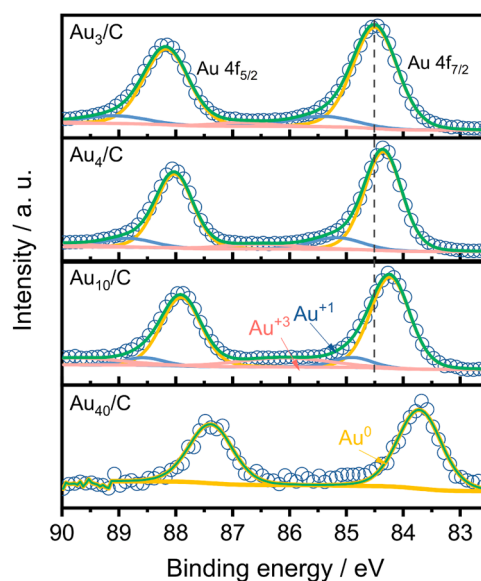 Au₃/C
Au 4f₅/₂
Au 4f₇/₂
Au₄/C
Au₁₀/C
Au⁺³
Au⁺¹
Au₄₀/C
Au⁰
Intensity / a. u.
90 89 88 87 86 85 84 83
Binding energy / eV